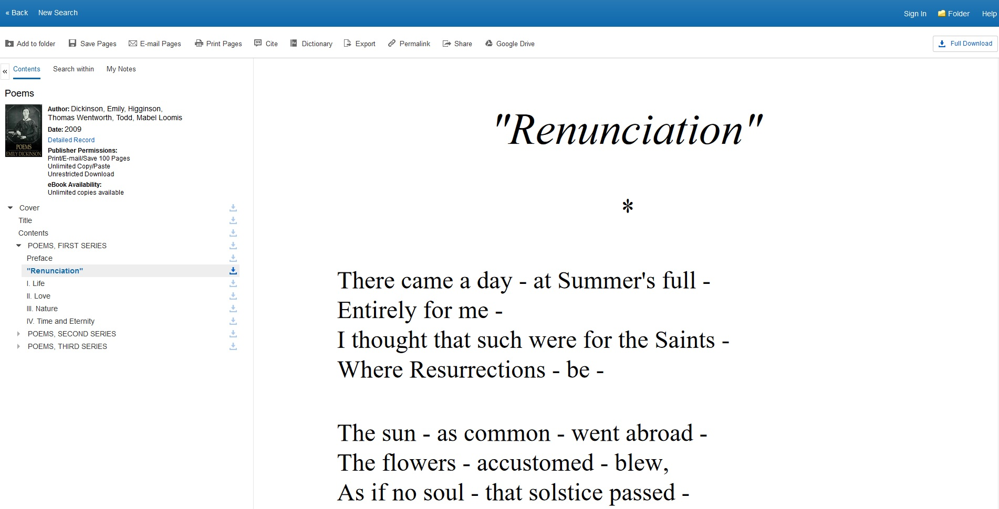 « Back New Search Sign In Folder Help
Add to folder Save Pages E-mail Pages Print Pages Cite Dictionary Export Permalink Share Google Drive Full Download
« Contents Search within My Notes
Poems
POEMS
EMILY DICKINSON
Author: Dickinson, Emily, Higginson,
Thomas Wentworth, Todd, Mabel Loomis
Date: 2009
Detailed Record
Publisher Permissions:
Print/E-mail/Save 100 Pages
Unlimited Copy/Paste
Unrestricted Download
eBook Availability:
Unlimited copies available
Cover
Title
Contents
POEMS, FIRST SERIES
Preface
"Renunciation"
I. Life
II. Love
III. Nature
IV. Time and Eternity
POEMS, SECOND SERIES
POEMS, THIRD SERIES
"Renunciation"
*
There came a day - at Summer's full -
Entirely for me -
I thought that such were for the Saints -
Where Resurrections - be -
The sun - as common - went abroad -
The flowers - accustomed - blew,
As if no soul - that solstice passed -